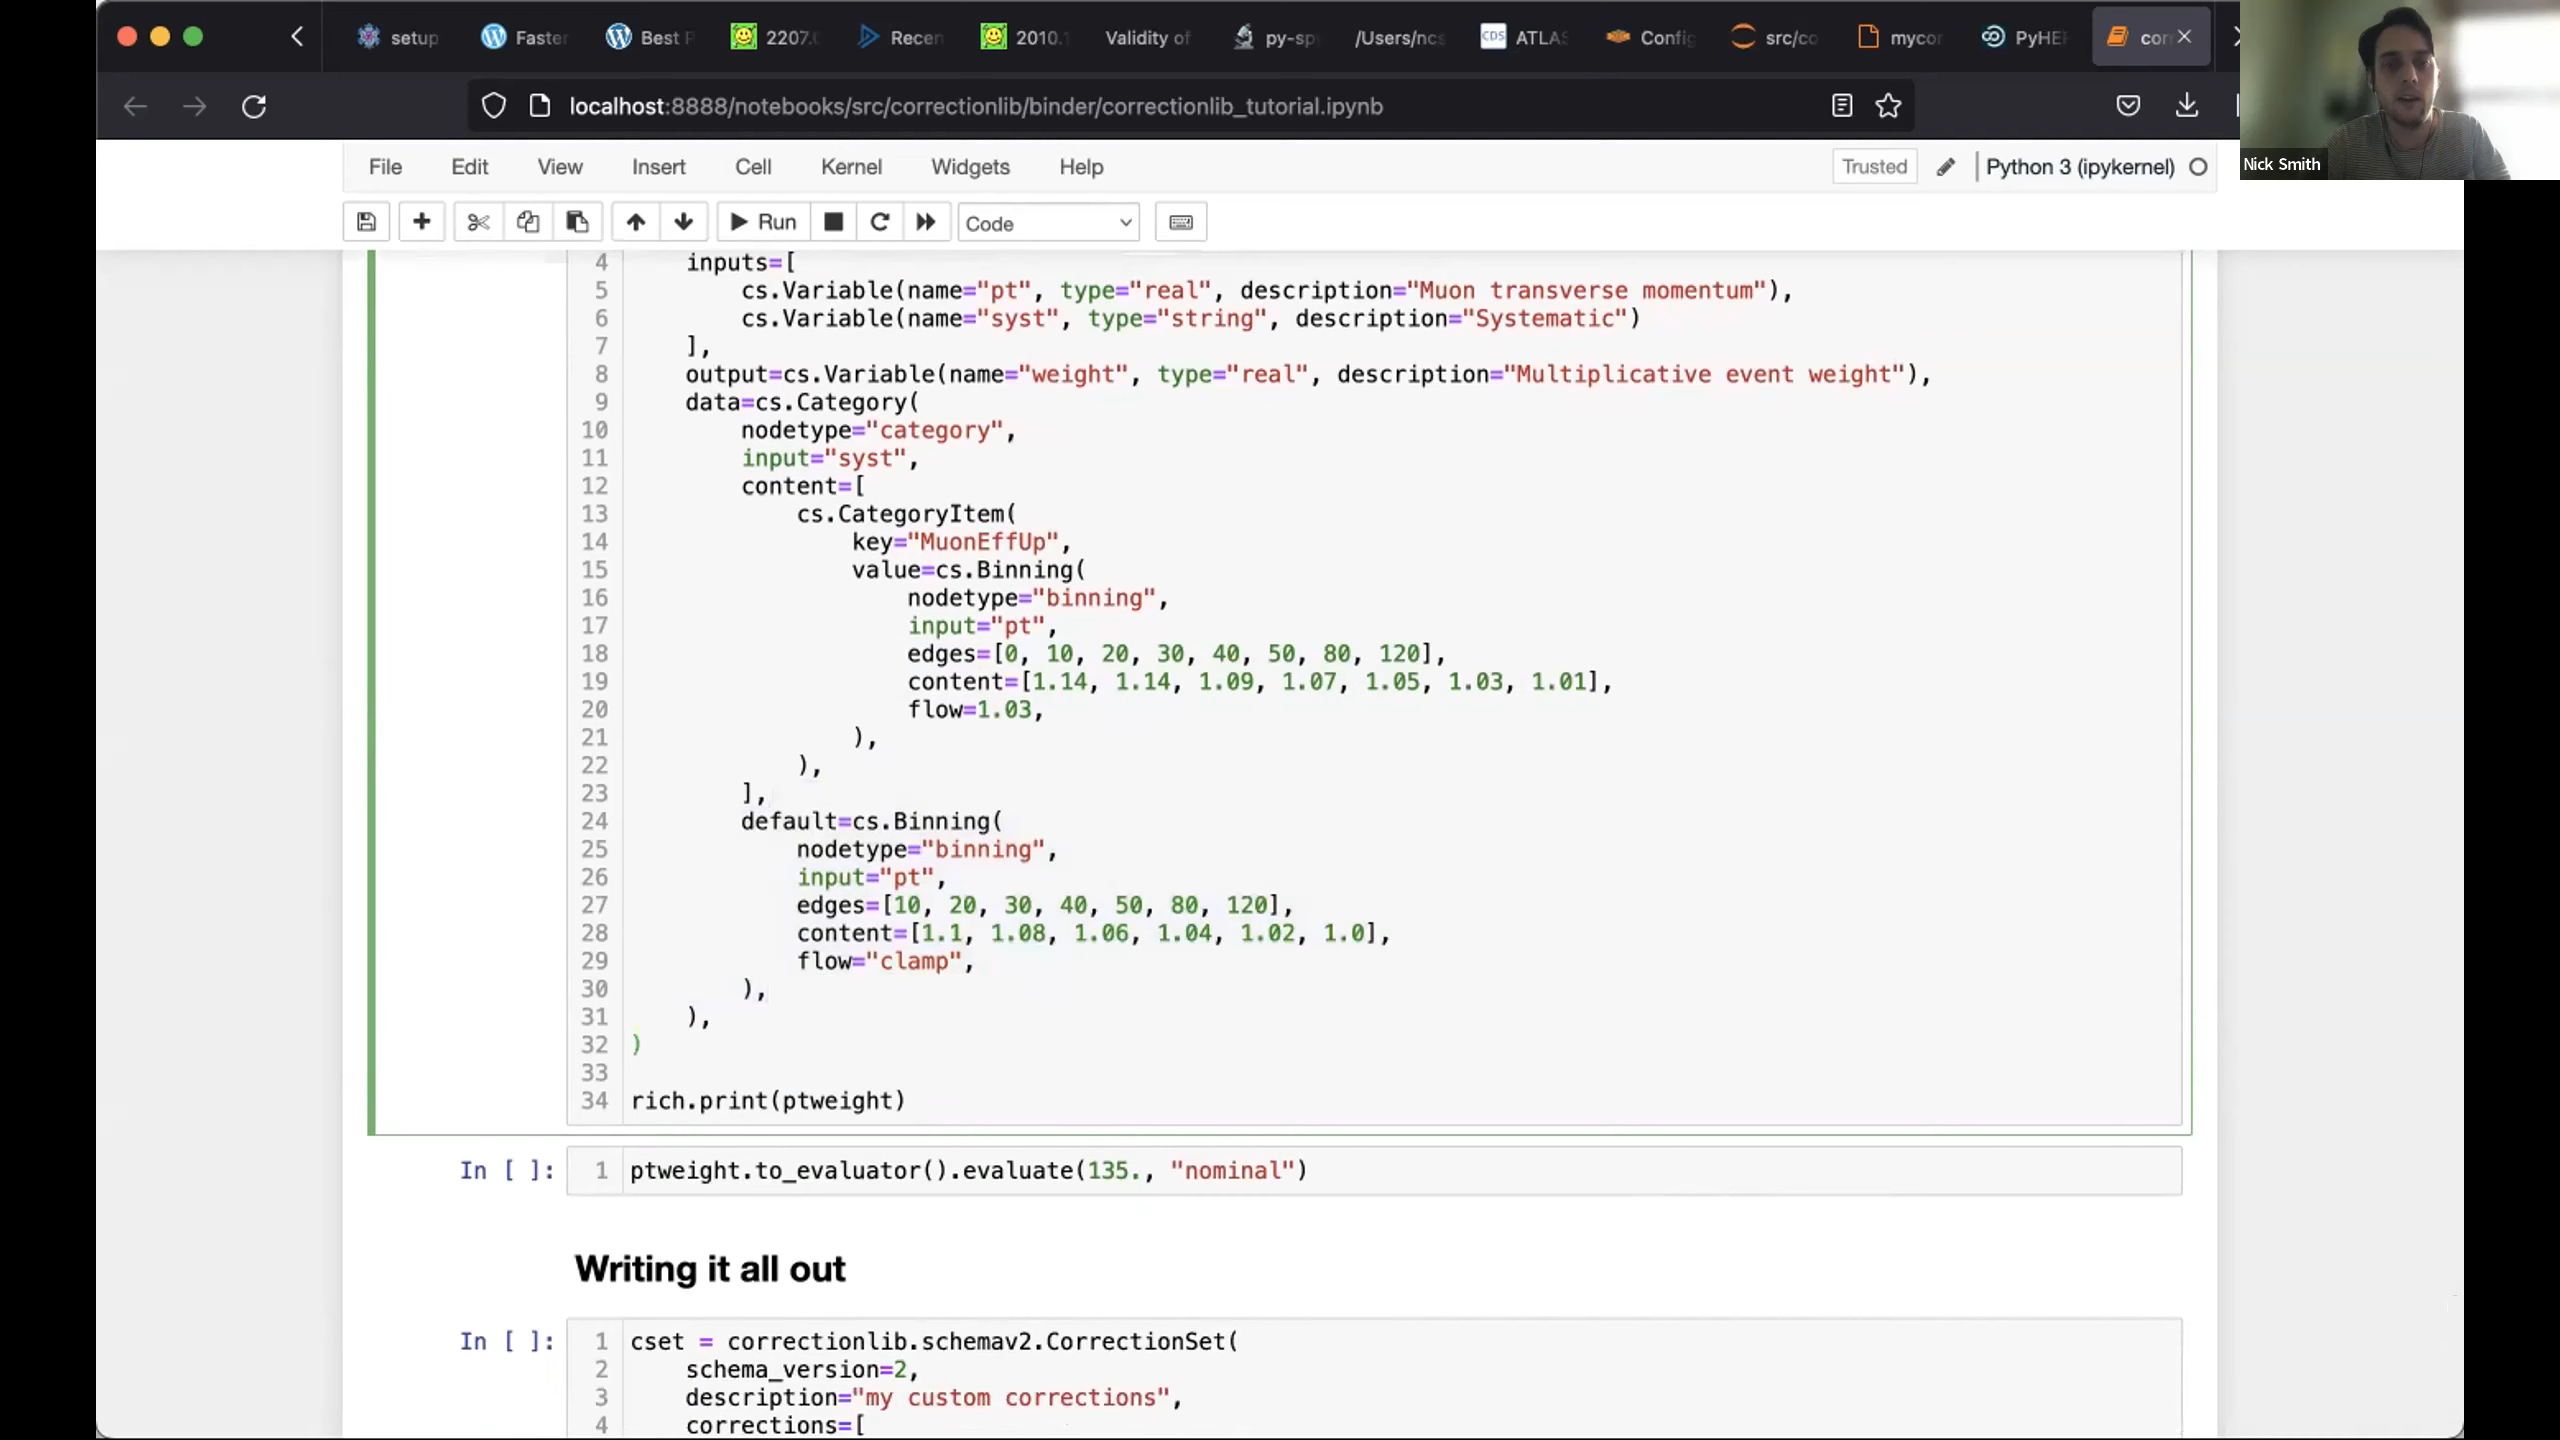 setup
Faster
Best P
2207.0
Recen
2010.1
Validity of
py-sp
/Users/ncs
CDS
ATLAS
Config
src/co
mycor
PyHEP
cor
localhost:8888/notebooks/src/correctionlib/binder/correctionlib_tutorial.ipynb
Nick Smith
File Edit View Insert Cell Kernel Widgets Help
Trusted
Python 3 (ipykernel)
Run
Code
4 inputs=[
5 cs.Variable(name="pt", type="real", description="Muon transverse momentum"),
6 cs.Variable(name="syst", type="string", description="Systematic")
7 ],
8 output=cs.Variable(name="weight", type="real", description="Multiplicative event weight"),
9 data=cs.Category(
10 nodetype="category",
11 input="syst",
12 content=[
13 cs.CategoryItem(
14 key="MuonEffUp",
15 value=cs.Binning(
16 nodetype="binning",
17 input="pt",
18 edges=[0, 10, 20, 30, 40, 50, 80, 120],
19 content=[1.14, 1.14, 1.09, 1.07, 1.05, 1.03, 1.01],
20 flow=1.03,
21 ),
22 ),
23 ],
24 default=cs.Binning(
25 nodetype="binning",
26 input="pt",
27 edges=[10, 20, 30, 40, 50, 80, 120],
28 content=[1.1, 1.08, 1.06, 1.04, 1.02, 1.0],
29 flow="clamp",
30 ),
31 ),
32 )
33
34 rich.print(ptweight)
In [ ]: 1 ptweight.to_evaluator().evaluate(135., "nominal")
Writing it all out
In [ ]: 1 cset = correctionlib.schemav2.CorrectionSet(
2 schema_version=2,
3 description="my custom corrections",
4 corrections=[